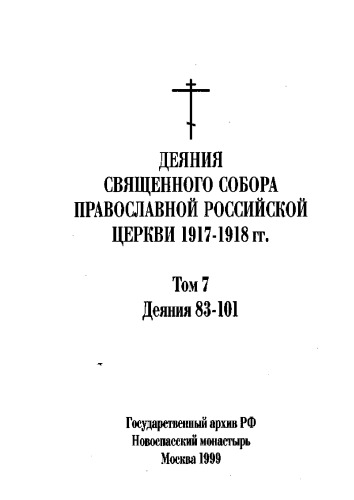 ДЕЯНИЯ
СВЯЩЕННОГО СОБОРА
ПРАВОСЛАВНОЙ РОССИЙСКОЙ
ЦЕРКВИ 1917-1918 гг.
Том 7
Деяния 83-101
Государственный архив РФ
Новоспасский монастырь
Москва 1999